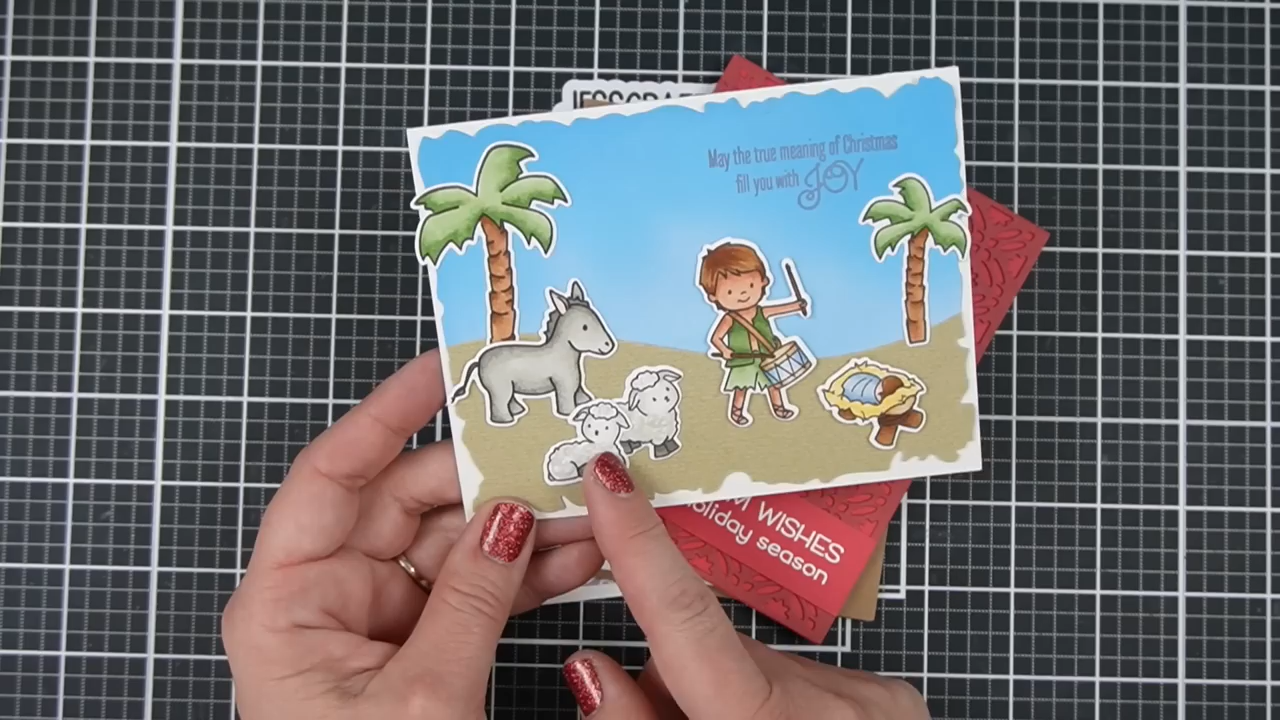 May the true meaning of Christmas
fill you with JOY
WISHES
holiday season